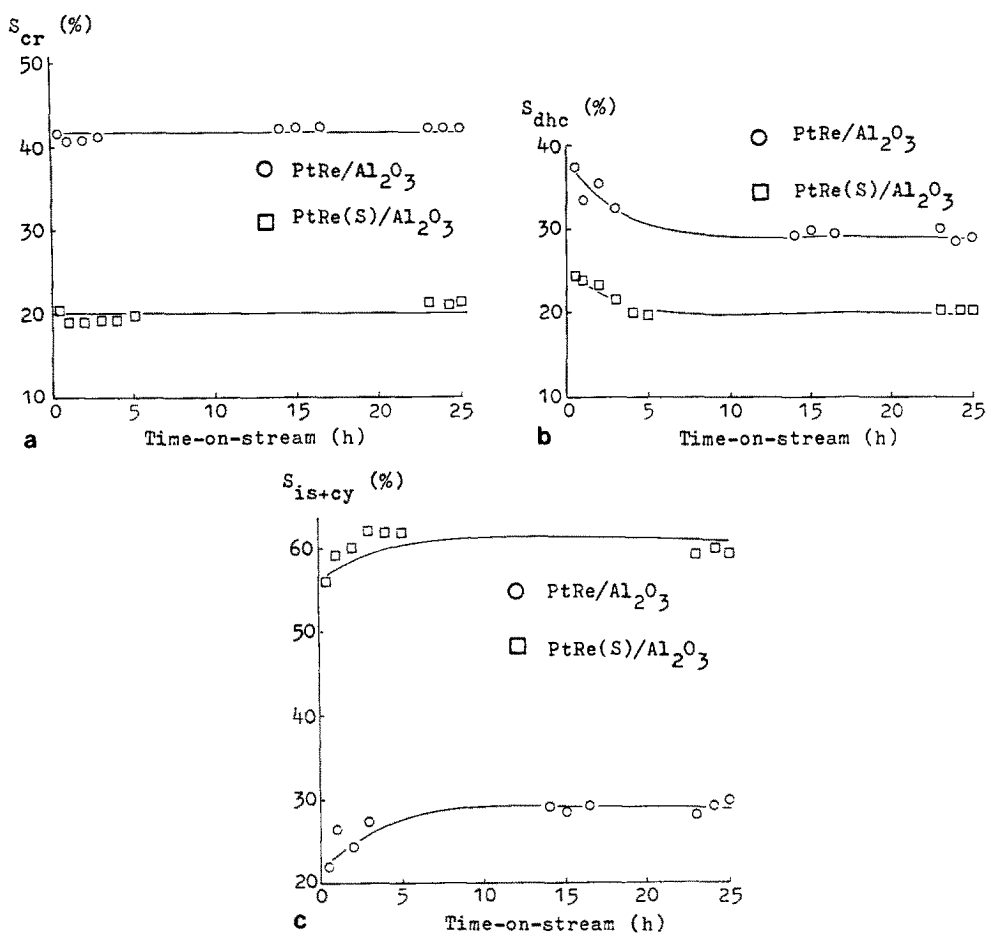 S_cr (%)
50
40
30
20
10
○ PtRe/Al₂O₃
□ PtRe(S)/Al₂O₃
0 5 10 15 20 25
a Time-on-stream (h)
S_dhc (%)
40
30
20
10
○ PtRe/Al₂O₃
□ PtRe(S)/Al₂O₃
0 5 10 15 20 25
b Time-on-stream (h)
S_is+cy (%)
60
50
40
30
20
○ PtRe/Al₂O₃
□ PtRe(S)/Al₂O₃
0 5 10 15 20 25
c Time-on-stream (h)